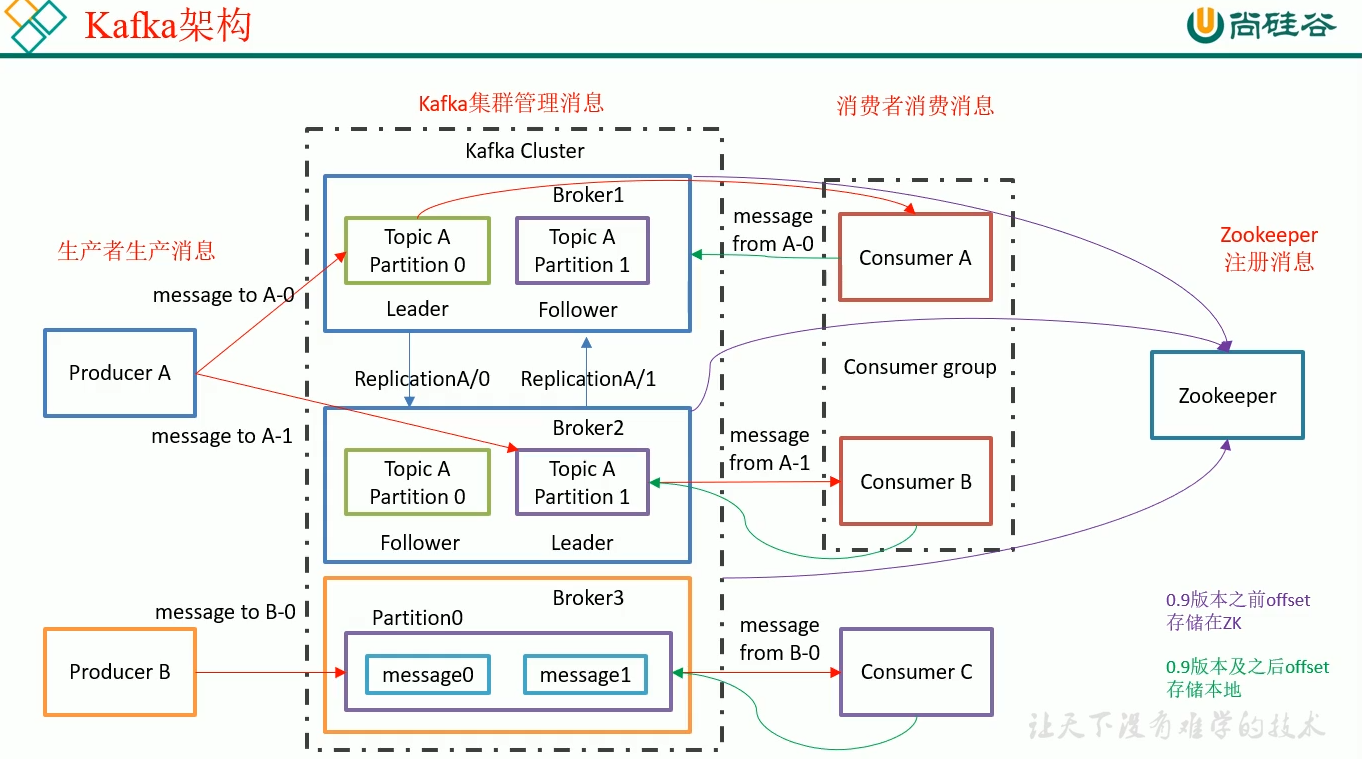 Kafka架构
尚硅谷
Kafka集群管理消息
消费者消费消息
Kafka Cluster
Broker1
Topic A
Partition 0
Topic A
Partition 1
Leader
Follower
message
from A-0
Consumer A
Zookeeper
注册消息
生产者生产消息
message to A-0
Producer A
message to A-1
ReplicationA/0
ReplicationA/1
Consumer group
Zookeeper
Broker2
Topic A
Partition 0
Topic A
Partition 1
Follower
Leader
message
from A-1
Consumer B
message to B-0
Producer B
Broker3
Partition0
message0
message1
message
from B-0
Consumer C
0.9版本之前offset
存储在ZK
0.9版本及之后offset
存储本地
让天下没有难学的技术